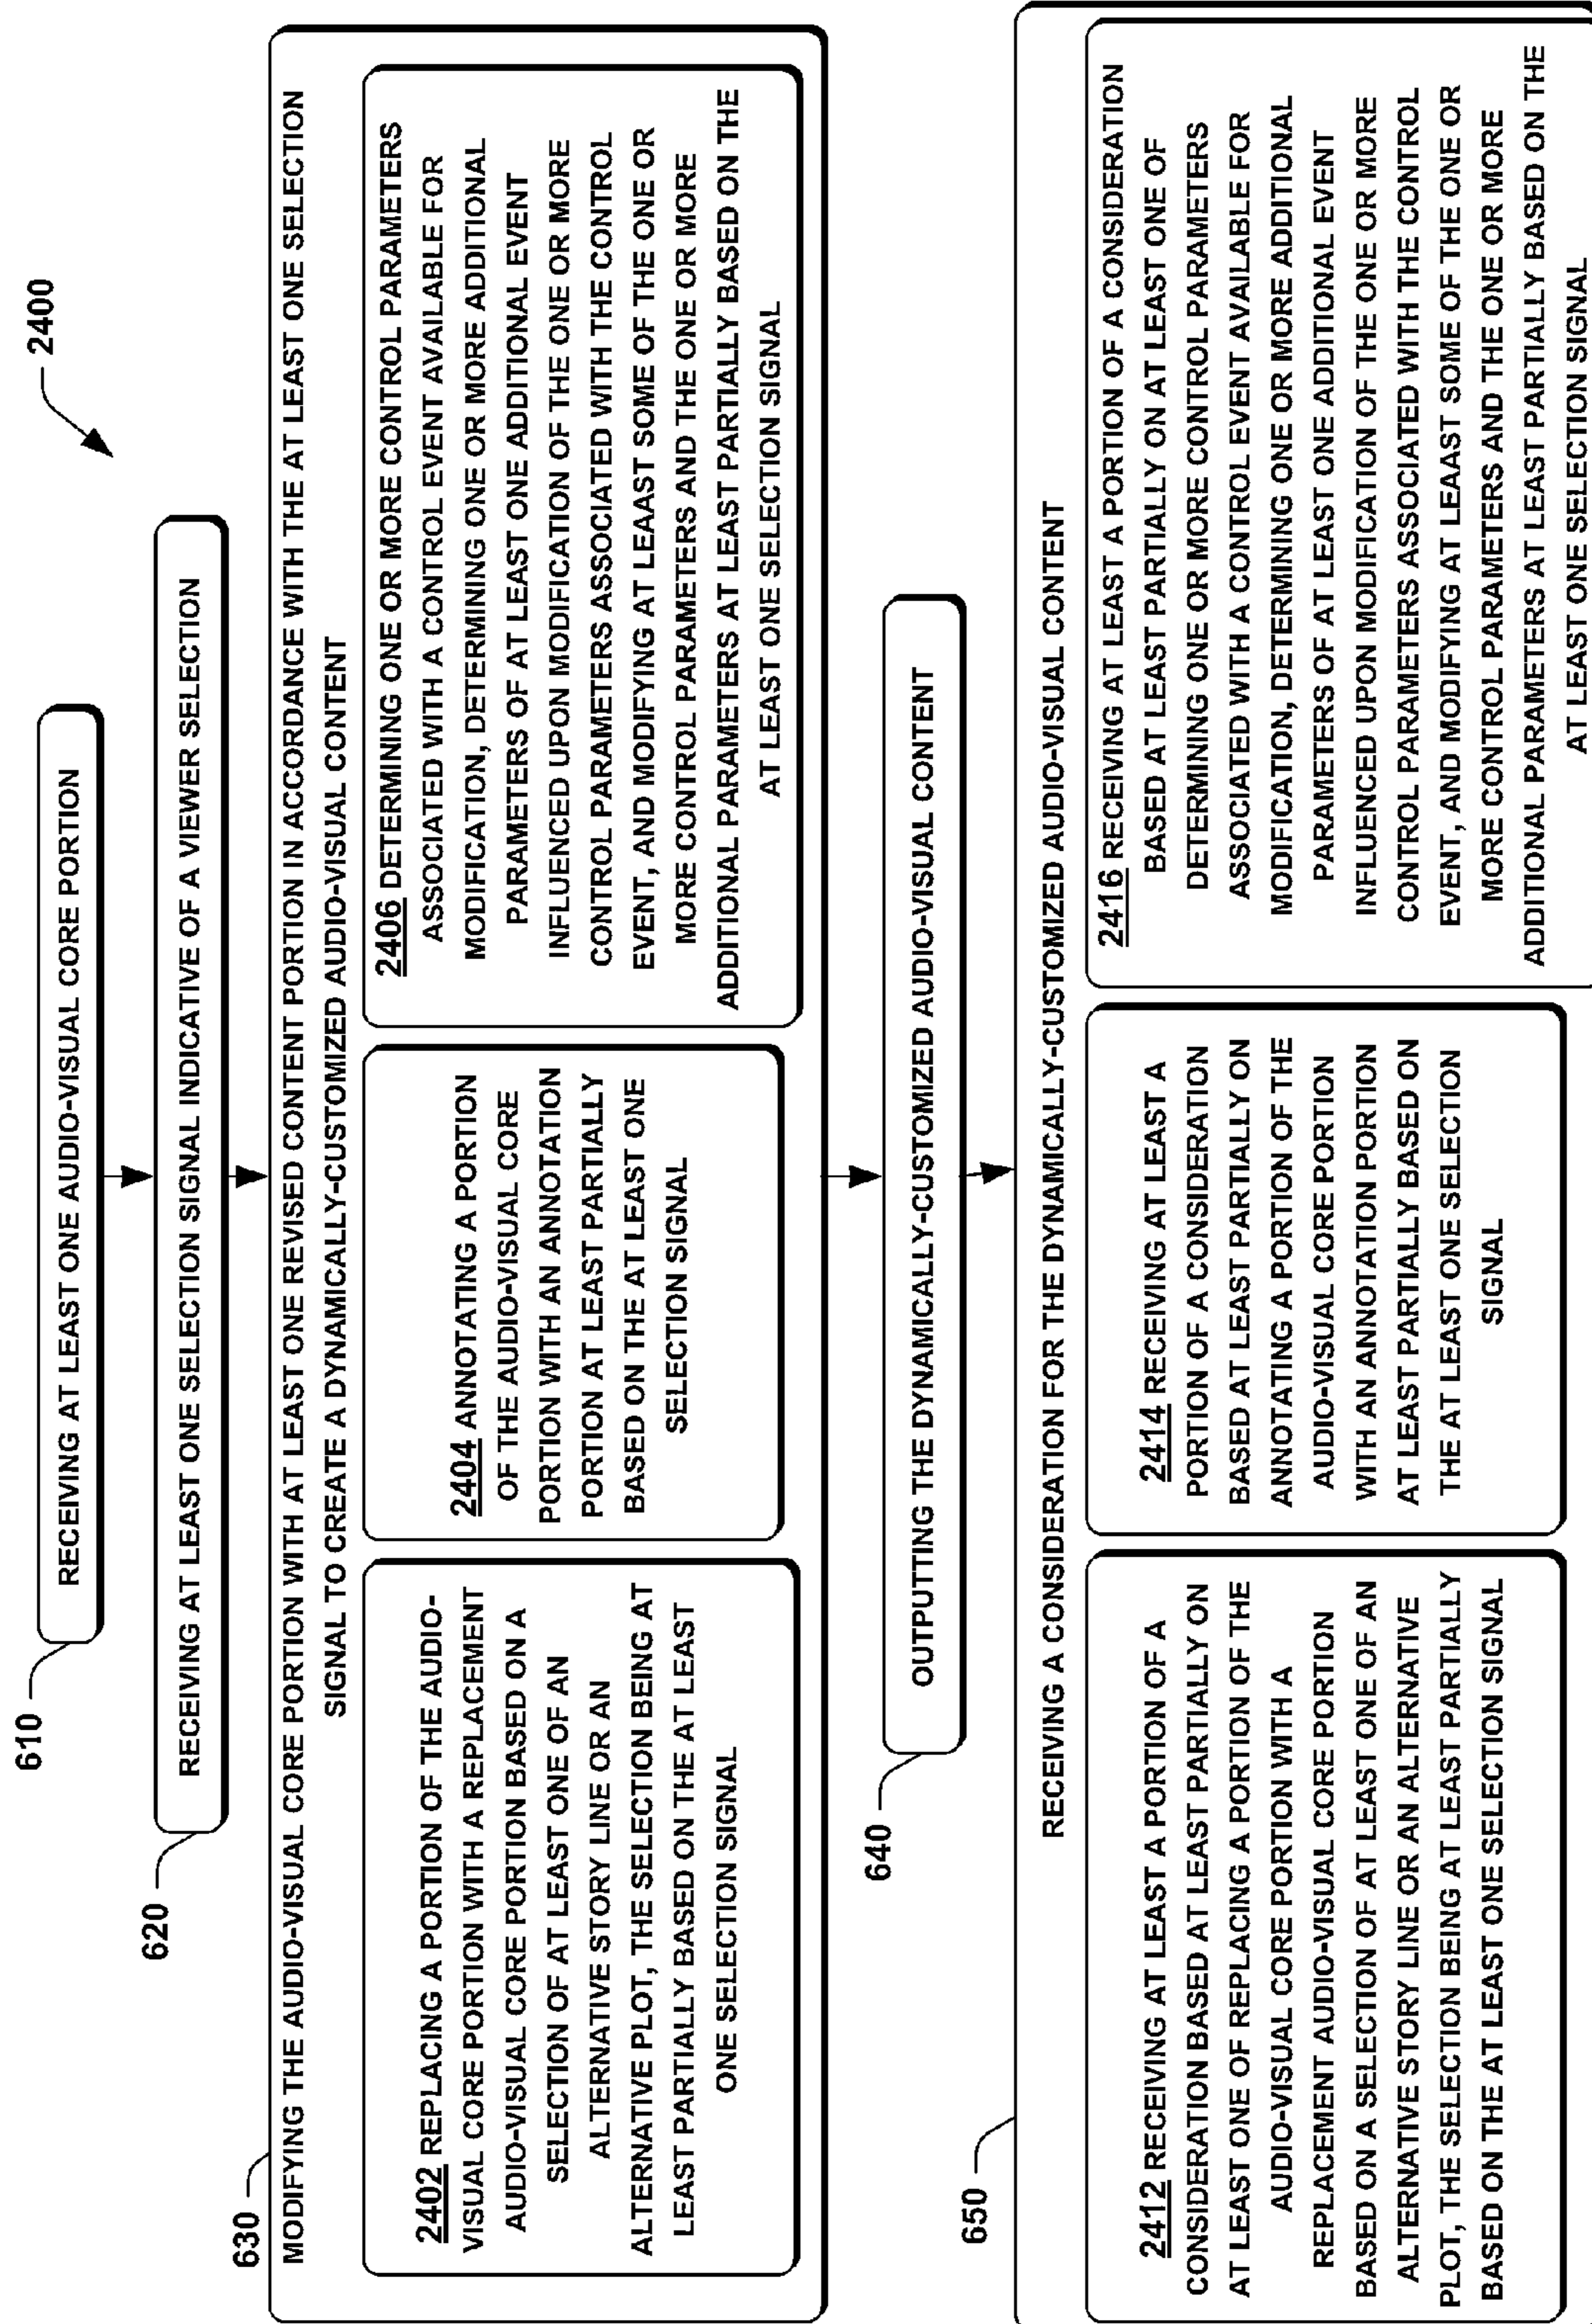 2400
610
RECEIVING AT LEAST ONE AUDIO-VISUAL CORE PORTION
620
RECEIVING AT LEAST ONE SELECTION SIGNAL INDICATIVE OF A VIEWER SELECTION
630
MODIFYING THE AUDIO-VISUAL CORE PORTION WITH AT LEAST ONE REVISED CONTENT PORTION IN ACCORDANCE WITH THE AT LEAST ONE SELECTION
SIGNAL TO CREATE A DYNAMICALLY-CUSTOMIZED AUDIO-VISUAL CONTENT
2402 REPLACING A PORTION OF THE AUDIO-
VISUAL CORE PORTION WITH A REPLACEMENT
AUDIO-VISUAL CORE PORTION BASED ON A
SELECTION OF AT LEAST ONE OF AN
ALTERNATIVE STORY LINE OR AN
ALTERNATIVE PLOT, THE SELECTION BEING AT
LEAST PARTIALLY BASED ON THE AT LEAST
ONE SELECTION SIGNAL
2404 ANNOTATING A PORTION
OF THE AUDIO-VISUAL CORE
PORTION WITH AN ANNOTATION
PORTION AT LEAST PARTIALLY
BASED ON THE AT LEAST ONE
SELECTION SIGNAL
2406 DETERMINING ONE OR MORE CONTROL PARAMETERS
ASSOCIATED WITH A CONTROL EVENT AVAILABLE FOR
MODIFICATION, DETERMINING ONE OR MORE ADDITIONAL
PARAMETERS OF AT LEAST ONE ADDITIONAL EVENT
INFLUENCED UPON MODIFICATION OF THE ONE OR MORE
CONTROL PARAMETERS ASSOCIATED WITH THE CONTROL
EVENT, AND MODIFYING AT LEAAST SOME OF THE ONE OR
MORE CONTROL PARAMETERS AND THE ONE OR MORE
ADDITIONAL PARAMETERS AT LEAST PARTIALLY BASED ON THE
AT LEAST ONE SELECTION SIGNAL
640
OUTPUTTING THE DYNAMICALLY-CUSTOMIZED AUDIO-VISUAL CONTENT
650
RECEIVING A CONSIDERATION FOR THE DYNAMICALLY-CUSTOMIZED AUDIO-VISUAL CONTENT
2412 RECEIVING AT LEAST A PORTION OF A
CONSIDERATION BASED AT LEAST PARTIALLY ON
AT LEAST ONE OF REPLACING A PORTION OF THE
AUDIO-VISUAL CORE PORTION WITH A
REPLACEMENT AUDIO-VISUAL CORE PORTION
BASED ON A SELECTION OF AT LEAST ONE OF AN
ALTERNATIVE STORY LINE OR AN ALTERNATIVE
PLOT, THE SELECTION BEING AT LEAST PARTIALLY
BASED ON THE AT LEAST ONE SELECTION SIGNAL
2414 RECEIVING AT LEAST A
PORTION OF A CONSIDERATION
BASED AT LEAST PARTIALLY ON
ANNOTATING A PORTION OF THE
AUDIO-VISUAL CORE PORTION
WITH AN ANNOTATION PORTION
AT LEAST PARTIALLY BASED ON
THE AT LEAST ONE SELECTION
SIGNAL
2416 RECEIVING AT LEAST A PORTION OF A CONSIDERATION
BASED AT LEAST PARTIALLY ON AT LEAST ONE OF
DETERMINING ONE OR MORE CONTROL PARAMETERS
ASSOCIATED WITH A CONTROL EVENT AVAILABLE FOR
MODIFICATION, DETERMINING ONE OR MORE ADDITIONAL
PARAMETERS OF AT LEAST ONE ADDITIONAL EVENT
INFLUENCED UPON MODIFICATION OF THE ONE OR MORE
CONTROL PARAMETERS ASSOCIATED WITH THE CONTROL
EVENT, AND MODIFYING AT LEAAST SOME OF THE ONE OR
MORE CONTROL PARAMETERS AND THE ONE OR MORE
ADDITIONAL PARAMETERS AT LEAST PARTIALLY BASED ON THE
AT LEAST ONE SELECTION SIGNAL